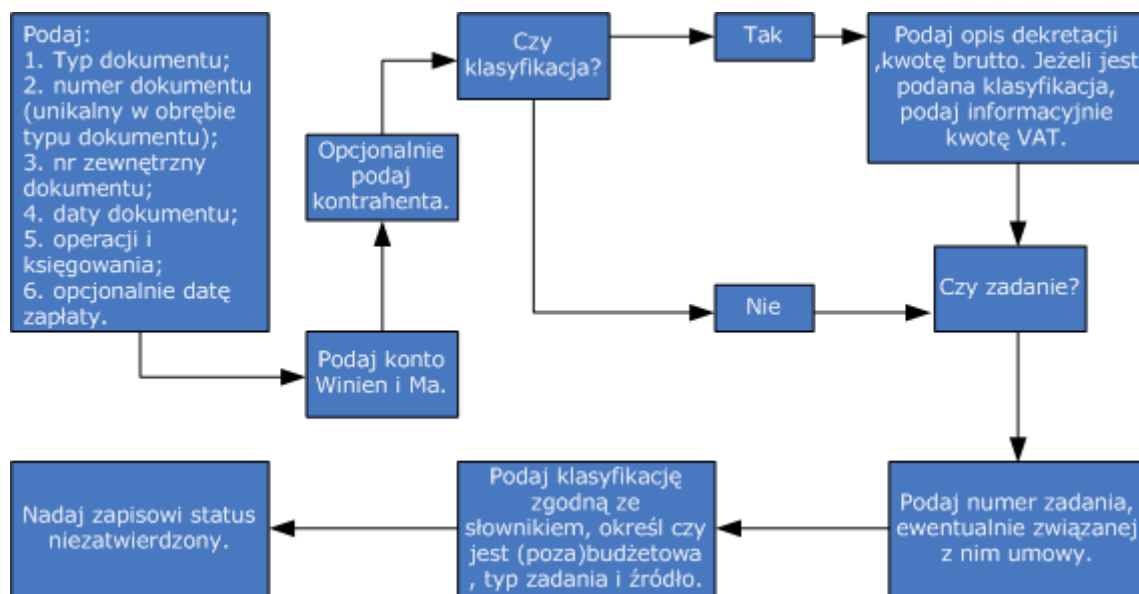 Podaj:
1. Typ dokumentu;
2. numer dokumentu
(unikalny w obrębie
typu dokumentu);
3. nr zewnętrzny
dokumentu;
4. daty dokumentu;
5. operacji i
księgowania;
6. opcjonalnie datę
zapłaty.
Podaj konto
Winien i Ma.
Opcjonalnie
podaj
kontrahenta.
Czy
klasyfikacja?
Tak
Podaj opis dekretacji
,kwotę brutto. Jeżeli jest
podana klasyfikacja,
podaj informacyjnie
kwotę VAT.
Nie
Czy zadanie?
Podaj numer zadania,
ewentualnie związanej
z nim umowy.
Podaj klasyfikację
zgodną ze
słownikiem, określ czy
jest (poza)budżetowa
, typ zadania i źródło.
Nadaj zapisowi status
niezatwierdzony.